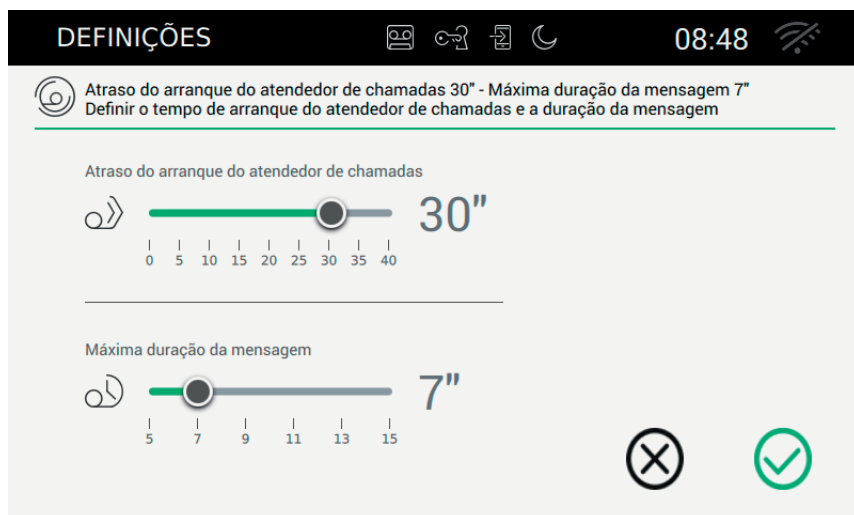 DEFINIÇÕES
08:48
Atraso do arranque do atendedor de chamadas 30" - Máxima duração da mensagem 7"
Definir o tempo de arranque do atendedor de chamadas e a duração da mensagem
Atraso do arranque do atendedor de chamadas
30"
0 5 10 15 20 25 30 35 40
Máxima duração da mensagem
7"
5 7 9 11 13 15